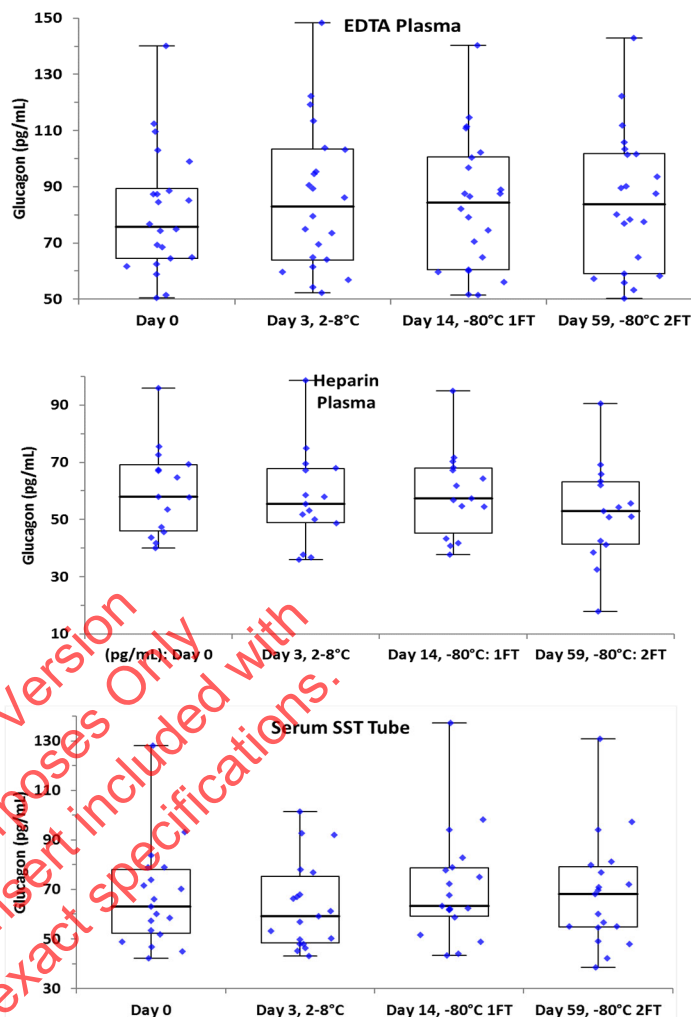 EDTA Plasma
Glucagon (pg/mL)
150
130
110
90
70
50
Day 0
Day 3, 2-8°C
Day 14, -80°C 1FT
Day 59, -80°C 2FT
Heparin
Plasma
Glucagon (pg/mL)
90
70
50
30
10
(pg/mL): Day 0
Day 3, 2-8°C
Day 14, -80°C: 1FT
Day 59, -80°C: 2FT
Serum SST Tube
Glucagon (pg/mL)
130
90
70
50
30
Day 0
Day 3, 2-8°C
Day 14, -80°C 1FT
Day 59, -80°C 2FT
Version
poses Only
nsert included with
exact specifications.